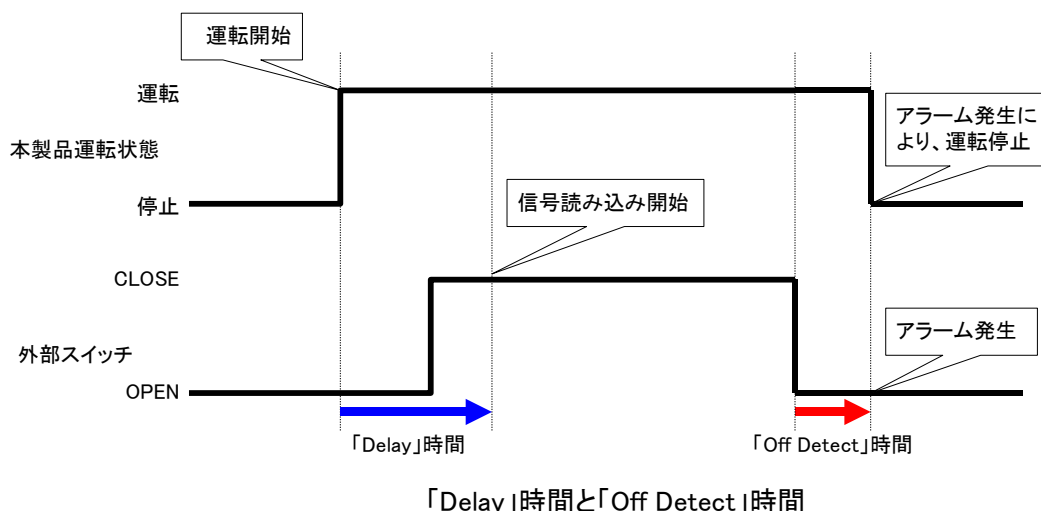 運転開始
運転
本製品運転状態
停止
アラーム発生に
より、運転停止
信号読み込み開始
CLOSE
外部スイッチ
OPEN
アラーム発生
「Delay」時間
「Off Detect」時間
「Delay」時間と「Off Detect」時間